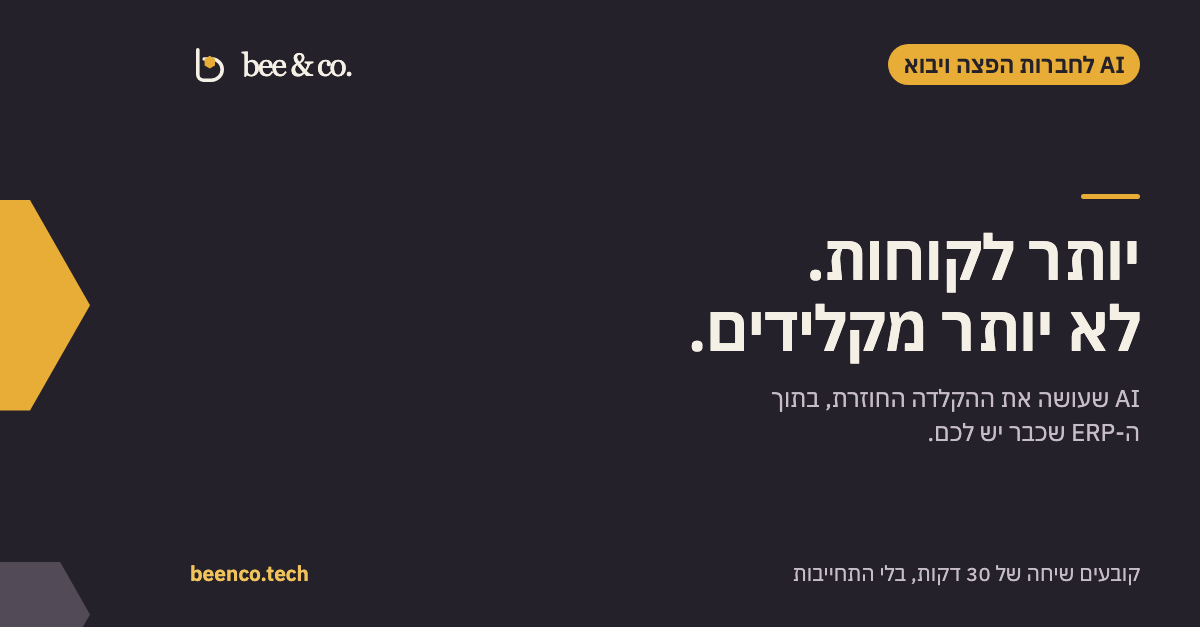 AI לחברות הפצה ויבוא
bee & co.
יותר לקוחות.
לא יותר מקלידים.
AI שעושה את ההקלדה החוזרת, בתוך
ה-ERP שכבר יש לכם.
קובעים שיחה של 30 דקות, בלי התחייבות
beenco.tech